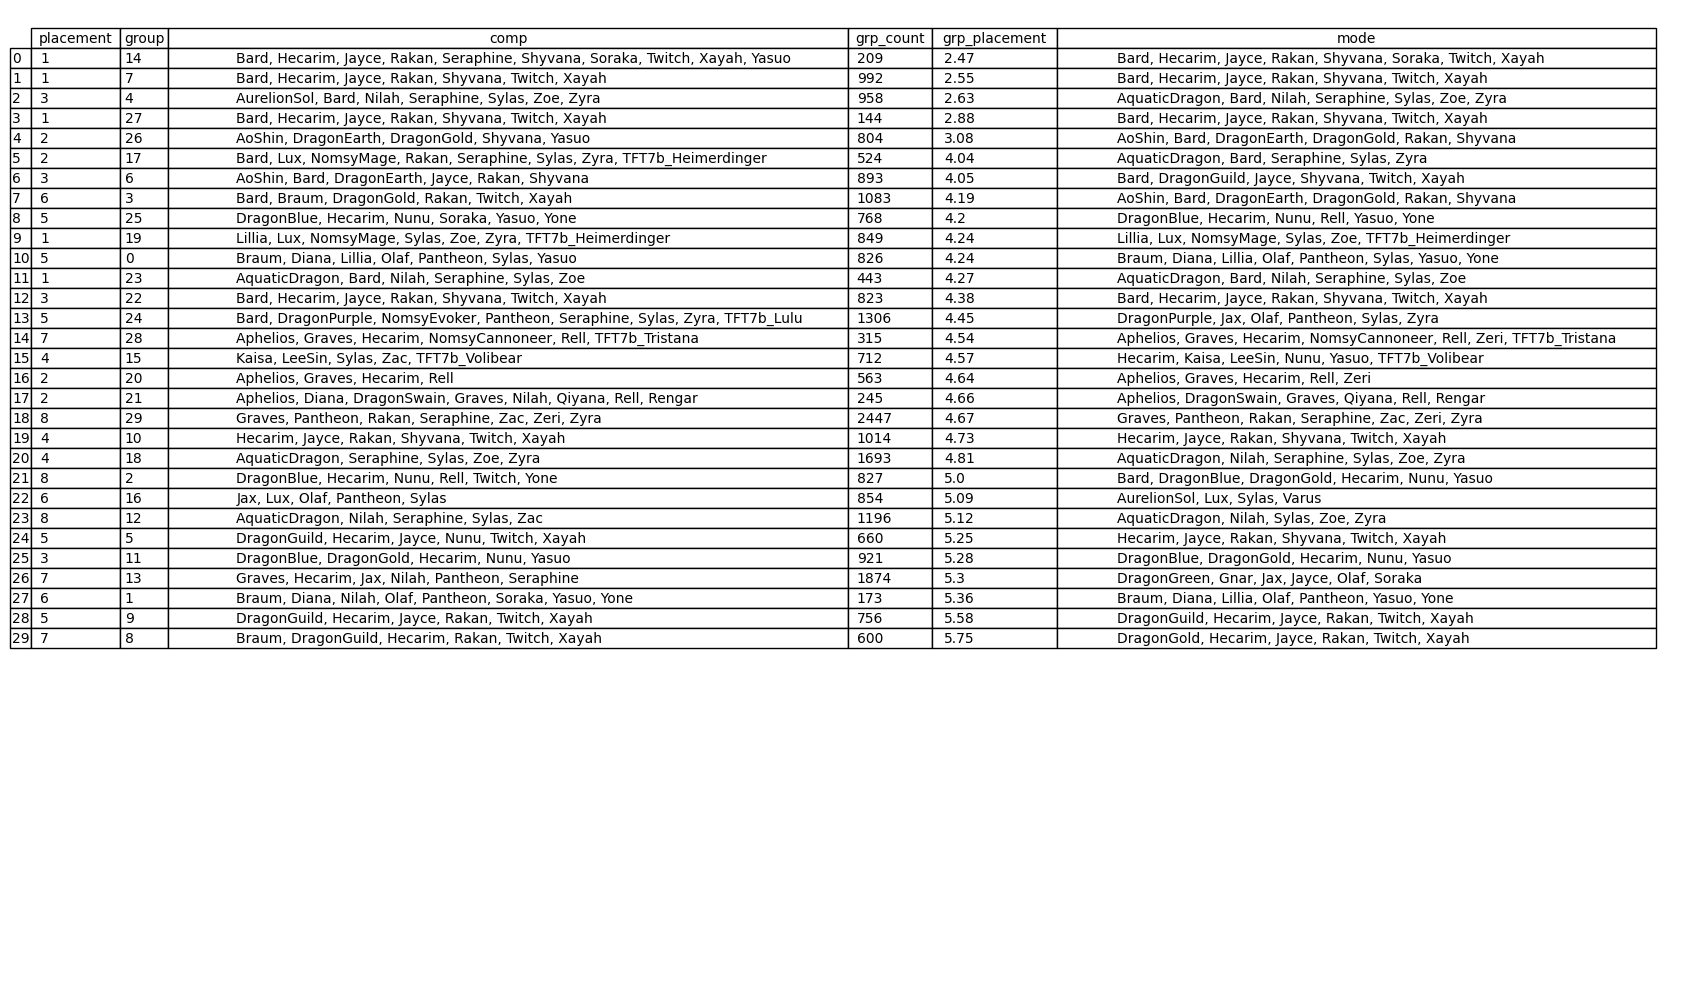 placement group comp grp_count grp_placement mode
0 1 14 Bard, Hecarim, Jayce, Rakan, Seraphine, Shyvana, Soraka, Twitch, Xayah, Yasuo 209 2.47 Bard, Hecarim, Jayce, Rakan, Shyvana, Soraka, Twitch, Xayah
1 1 7 Bard, Hecarim, Jayce, Rakan, Shyvana, Twitch, Xayah 992 2.55 Bard, Hecarim, Jayce, Rakan, Shyvana, Twitch, Xayah
2 3 4 AurelionSol, Bard, Nilah, Seraphine, Sylas, Zoe, Zyra 958 2.63 AquaticDragon, Bard, Nilah, Seraphine, Sylas, Zoe, Zyra
3 1 27 Bard, Hecarim, Jayce, Rakan, Shyvana, Twitch, Xayah 144 2.88 Bard, Hecarim, Jayce, Rakan, Shyvana, Twitch, Xayah
4 2 26 AoShin, DragonEarth, DragonGold, Shyvana, Yasuo 804 3.08 AoShin, Bard, DragonEarth, DragonGold, Rakan, Shyvana
5 2 17 Bard, Lux, NomsyMage, Rakan, Seraphine, Sylas, Zyra, TFT7b_Heimerdinger 524 4.04 AquaticDragon, Bard, Seraphine, Sylas, Zyra
6 3 6 AoShin, Bard, DragonEarth, Jayce, Rakan, Shyvana 893 4.05 Bard, DragonGuild, Jayce, Shyvana, Twitch, Xayah
7 6 3 Bard, Braum, DragonGold, Rakan, Twitch, Xayah 1083 4.19 AoShin, Bard, DragonEarth, DragonGold, Rakan, Shyvana
8 5 25 DragonBlue, Hecarim, Nunu, Soraka, Yasuo, Yone 768 4.2 DragonBlue, Hecarim, Nunu, Rell, Yasuo, Yone
9 1 19 Lillia, Lux, NomsyMage, Sylas, Zoe, Zyra, TFT7b_Heimerdinger 849 4.24 Lillia, Lux, NomsyMage, Sylas, Zoe, TFT7b_Heimerdinger
10 5 0 Braum, Diana, Lillia, Olaf, Pantheon, Sylas, Yasuo 826 4.24 Braum, Diana, Lillia, Olaf, Pantheon, Sylas, Yasuo, Yone
11 1 23 AquaticDragon, Bard, Nilah, Seraphine, Sylas, Zoe 443 4.27 AquaticDragon, Bard, Nilah, Seraphine, Sylas, Zoe
12 3 22 Bard, Hecarim, Jayce, Rakan, Shyvana, Twitch, Xayah 823 4.38 Bard, Hecarim, Jayce, Rakan, Shyvana, Twitch, Xayah
13 5 24 Bard, DragonPurple, NomsyEvoker, Pantheon, Seraphine, Sylas, Zyra, TFT7b_Lulu 1306 4.45 DragonPurple, Jax, Olaf, Pantheon, Sylas, Zyra
14 7 28 Aphelios, Graves, Hecarim, NomsyCannoneer, Rell, TFT7b_Tristana 315 4.54 Aphelios, Graves, Hecarim, NomsyCannoneer, Rell, Zeri, TFT7b_Tristana
15 4 15 Kaisa, LeeSin, Sylas, Zac, TFT7b_Volibear 712 4.57 Hecarim, Kaisa, LeeSin, Nunu, Yasuo, TFT7b_Volibear
16 2 20 Aphelios, Graves, Hecarim, Rell 563 4.64 Aphelios, Graves, Hecarim, Rell, Zeri
17 2 21 Aphelios, Diana, DragonSwain, Graves, Nilah, Qiyana, Rell, Rengar 245 4.66 Aphelios, DragonSwain, Graves, Qiyana, Rell, Rengar
18 8 29 Graves, Pantheon, Rakan, Seraphine, Zac, Zeri, Zyra 2447 4.67 Graves, Pantheon, Rakan, Seraphine, Zac, Zeri, Zyra
19 4 10 Hecarim, Jayce, Rakan, Shyvana, Twitch, Xayah 1014 4.73 Hecarim, Jayce, Rakan, Shyvana, Twitch, Xayah
20 4 18 AquaticDragon, Seraphine, Sylas, Zoe, Zyra 1693 4.81 AquaticDragon, Nilah, Seraphine, Sylas, Zoe, Zyra
21 8 2 DragonBlue, Hecarim, Nunu, Rell, Twitch, Yone 827 5.0 Bard, DragonBlue, DragonGold, Hecarim, Nunu, Yasuo
22 6 16 Jax, Lux, Olaf, Pantheon, Sylas 854 5.09 AurelionSol, Lux, Sylas, Varus
23 8 12 AquaticDragon, Nilah, Seraphine, Sylas, Zac 1196 5.12 AquaticDragon, Nilah, Sylas, Zoe, Zyra
24 5 5 DragonGuild, Hecarim, Jayce, Nunu, Twitch, Xayah 660 5.25 Hecarim, Jayce, Rakan, Shyvana, Twitch, Xayah
25 3 11 DragonBlue, DragonGold, Hecarim, Nunu, Yasuo 921 5.28 DragonBlue, DragonGold, Hecarim, Nunu, Yasuo
26 7 13 Graves, Hecarim, Jax, Nilah, Pantheon, Seraphine 1874 5.3 DragonGreen, Gnar, Jax, Jayce, Olaf, Soraka
27 6 1 Braum, Diana, Nilah, Olaf, Pantheon, Soraka, Yasuo, Yone 173 5.36 Braum, Diana, Lillia, Olaf, Pantheon, Yasuo, Yone
28 5 9 DragonGuild, Hecarim, Jayce, Rakan, Twitch, Xayah 756 5.58 DragonGuild, Hecarim, Jayce, Rakan, Twitch, Xayah
29 7 8 Braum, DragonGuild, Hecarim, Rakan, Twitch, Xayah 600 5.75 DragonGold, Hecarim, Jayce, Rakan, Twitch, Xayah